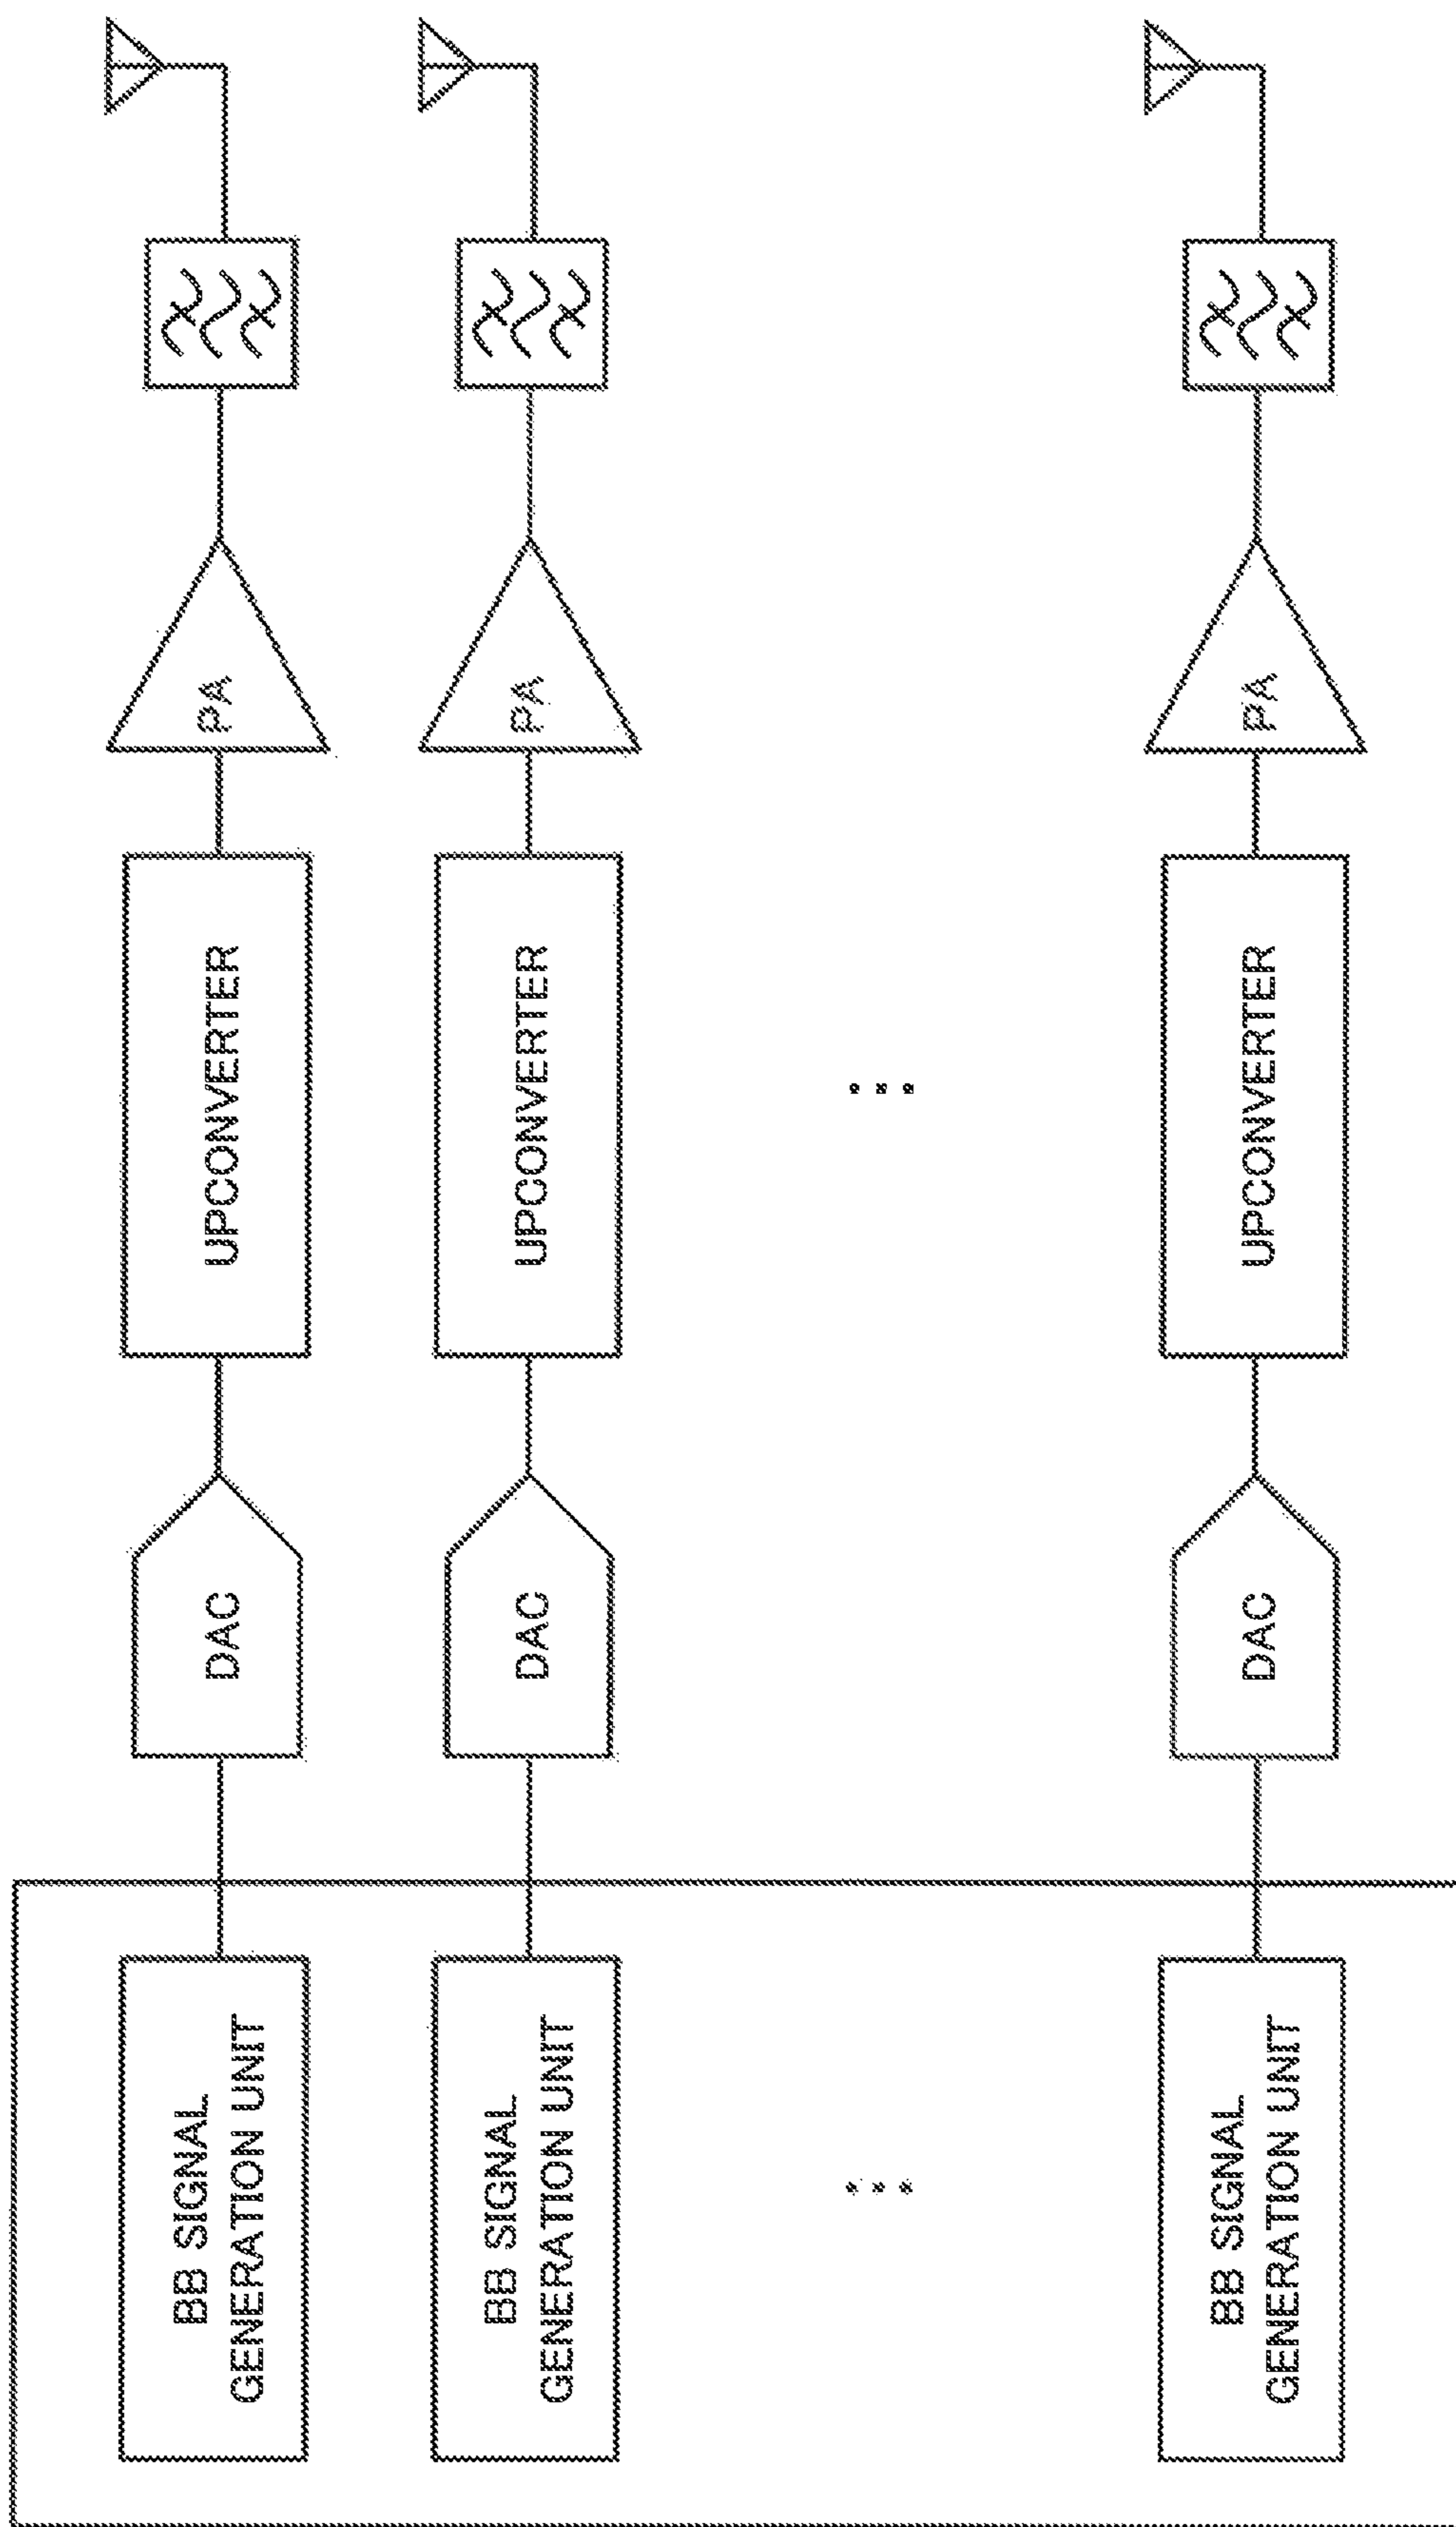 BB SIGNAL
GENERATION UNIT
DAC
UPCONVERTER
PA
BB SIGNAL
GENERATION UNIT
DAC
UPCONVERTER
PA
...
...
BB SIGNAL
GENERATION UNIT
DAC
UPCONVERTER
PA